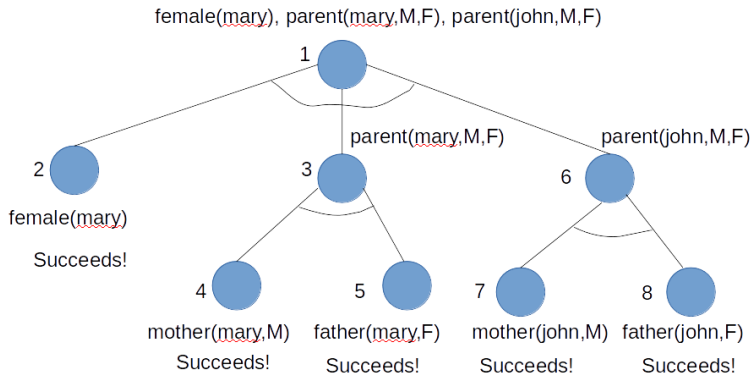 female(mary), parent(mary,M,F), parent(john,M,F)
1
parent(mary,M,F)
parent(john,M,F)
2
3
6
female(mary)
Succeeds!
4
5
7
8
mother(mary,M)
father(mary,F)
mother(john,M)
father(john,F)
Succeeds!
Succeeds!
Succeeds!
Succeeds!